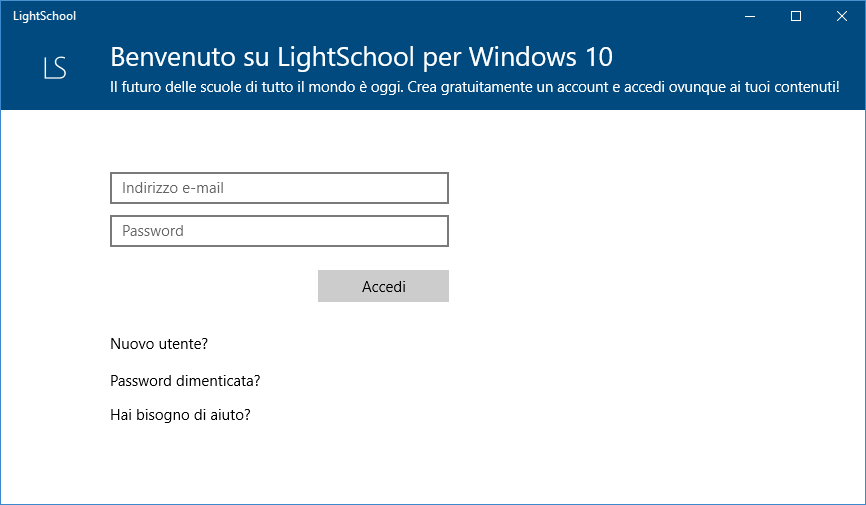 LightSchool
LS
Benvenuto su LightSchool per Windows 10
Il futuro delle scuole di tutto il mondo è oggi. Crea gratuitamente un account e accedi ovunque ai tuoi contenuti!
Indirizzo e-mail
Password
Accedi
Nuovo utente?
Password dimenticata?
Hai bisogno di aiuto?